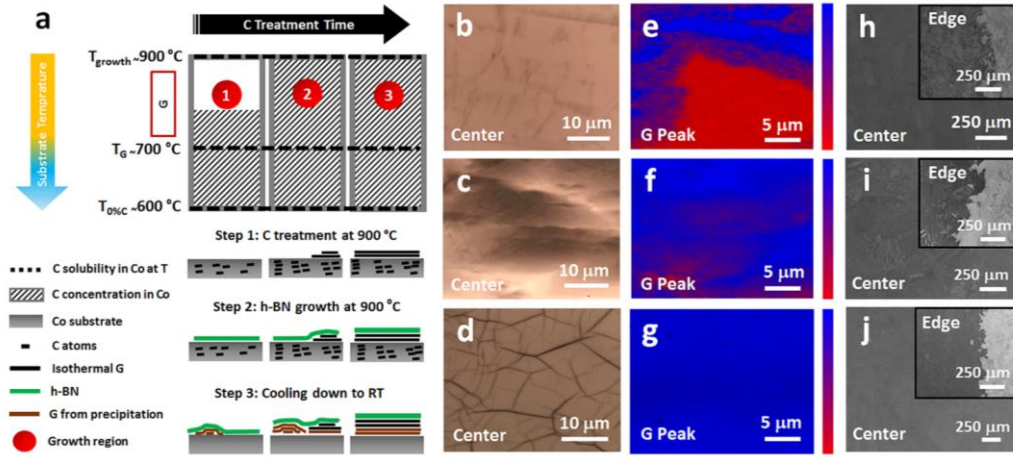 a
C Treatment Time
Substrate Temprature
G
Tgrowth~900 °C
TG ~700 °C
T0%C ~600 °C
1
2
3
Step 1: C treatment at 900 °C
Step 2: h-BN growth at 900 °C
Step 3: Cooling down to RT
C solubility in Co at T
C concentration in Co
Co substrate
C atoms
Isothermal G
h-BN
G from precipitation
Growth region
b
Center
10 μm
c
Center
10 μm
d
Center
10 μm
e
G Peak
5 μm
f
G Peak
5 μm
g
G Peak
5 μm
h
Edge
250 μm
Center
250 μm
i
Edge
250 μm
Center
250 μm
j
Edge
250 μm
Center
250 μm